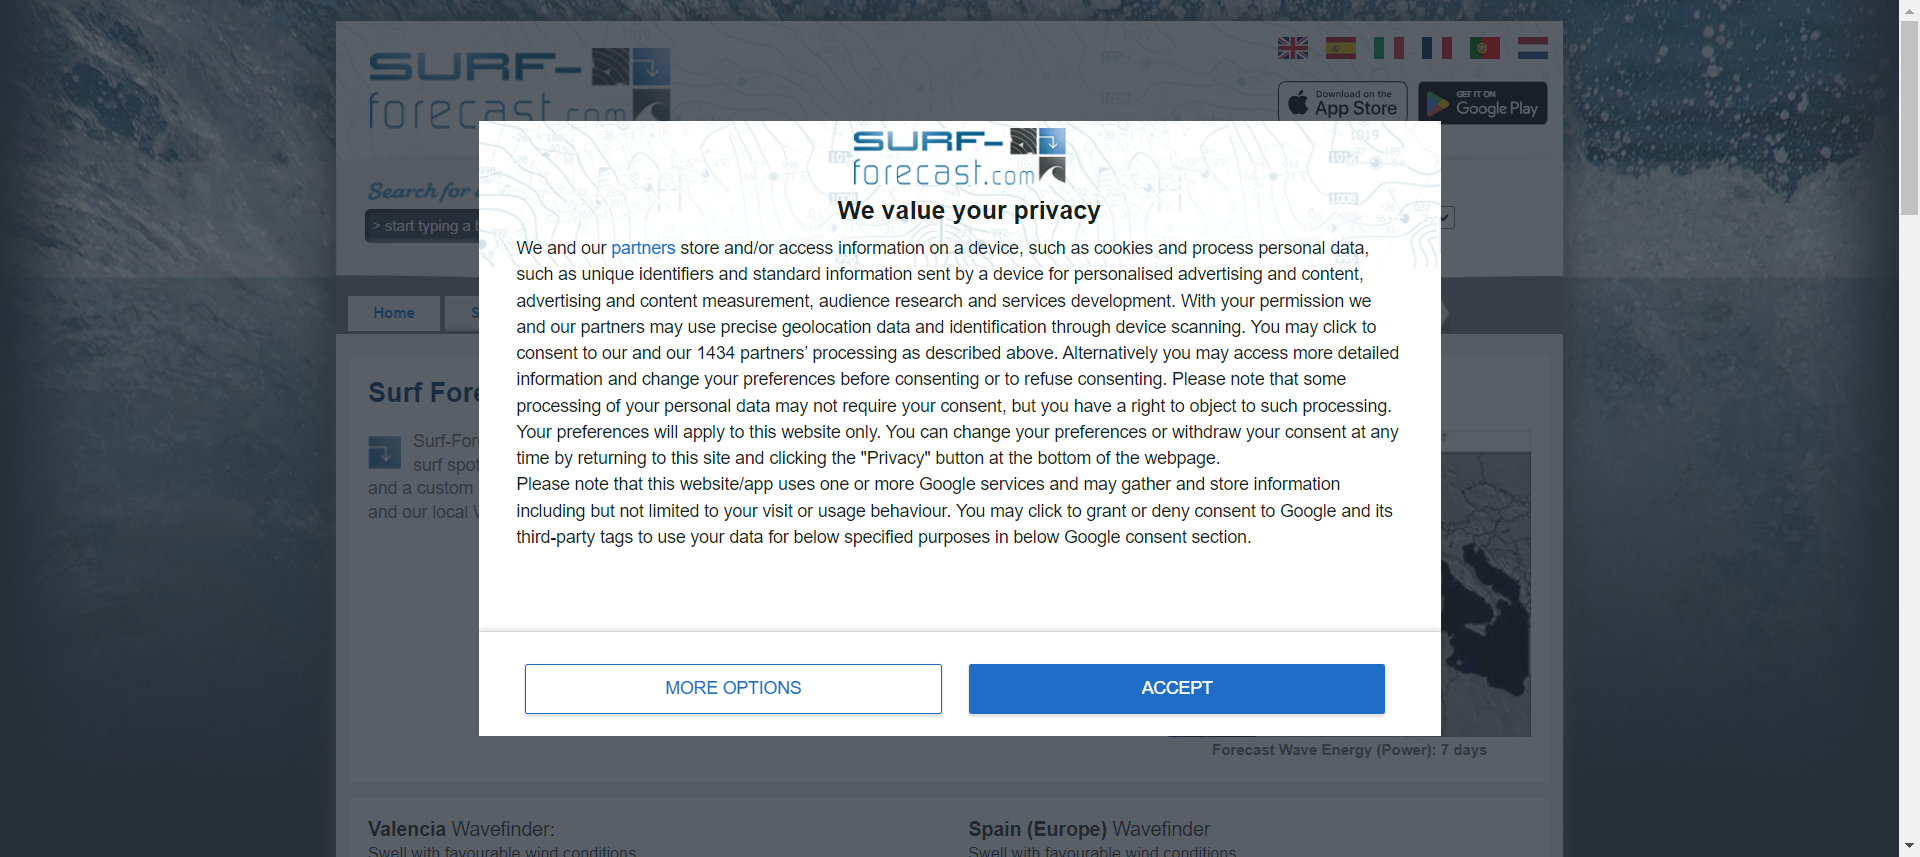 SURF-
forecast.com
Download on the
App Store
GET IT ON
Google Play
Search for
> start typing a b
Home
Surf Fore
Surf-For
surf spot
and a custom
and our local
SURF-
forecast.com
We value your privacy
We and our partners store and/or access information on a device, such as cookies and process personal data,
such as unique identifiers and standard information sent by a device for personalised advertising and content,
advertising and content measurement, audience research and services development. With your permission we
and our partners may use precise geolocation data and identification through device scanning. You may click to
consent to our and our 1434 partners’ processing as described above. Alternatively you may access more detailed
information and change your preferences before consenting or to refuse consenting. Please note that some
processing of your personal data may not require your consent, but you have a right to object to such processing.
Your preferences will apply to this website only. You can change your preferences or withdraw your consent at any
time by returning to this site and clicking the "Privacy" button at the bottom of the webpage.
Please note that this website/app uses one or more Google services and may gather and store information
including but not limited to your visit or usage behaviour. You may click to grant or deny consent to Google and its
third-party tags to use your data for below specified purposes in below Google consent section.
MORE OPTIONS
ACCEPT
Forecast Wave Energy (Power): 7 days
Valencia Wavefinder:
Swell with favourable wind conditions
Spain (Europe) Wavefinder
Swell with favourable wind conditions